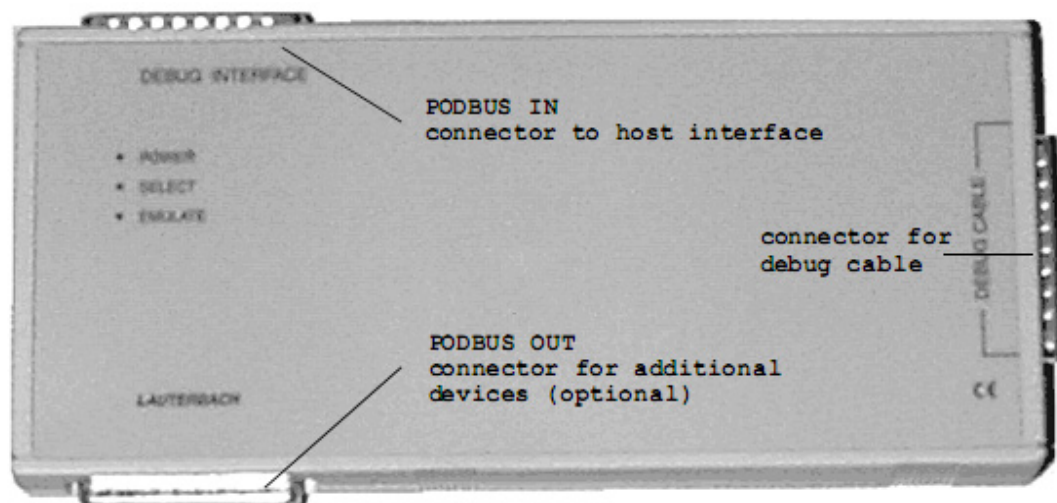 DEBUG INTERFACE
PODBUS IN
connector to host interface
POWER
SELECT
EMULATE
connector for
debug cable
DEBUG CABLE
PODBUS OUT
connector for additional
devices (optional)
LAUTERBACH
CE